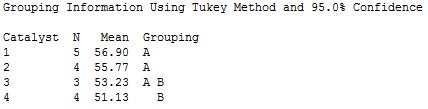 Grouping Information Using Tukey Method and 95.0% Confidence
Catalyst  N   Mean  Grouping
1         5  56.90  A
2         4  55.77  A
3         3  53.23  A B
4         4  51.13    B